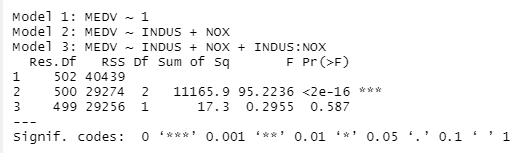 Model 1: MEDV ~ 1
Model 2: MEDV ~ INDUS + NOX
Model 3: MEDV ~ INDUS + NOX + INDUS:NOX
  Res.Df   RSS Df Sum of Sq       F Pr(>F)
1    502 40439
2    500 29274  2   11165.9 95.2236 <2e-16 ***
3    499 29256  1      17.3  0.2955  0.587
---
Signif. codes:  0 ‘***’ 0.001 ‘**’ 0.01 ‘*’ 0.05 ‘.’ 0.1 ‘ ’ 1